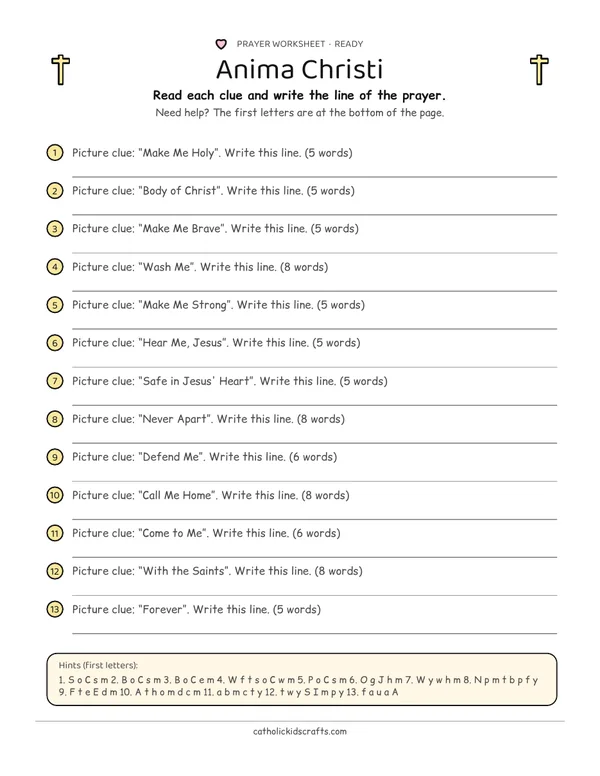 PRAYER WORKSHEET · READY
Anima Christi
Read each clue and write the line of the prayer.
Need help? The first letters are at the bottom of the page.
1 Picture clue: "Make Me Holy". Write this line. (5 words)
2 Picture clue: "Body of Christ". Write this line. (5 words)
3 Picture clue: "Make Me Brave". Write this line. (5 words)
4 Picture clue: "Wash Me". Write this line. (8 words)
5 Picture clue: "Make Me Strong". Write this line. (5 words)
6 Picture clue: "Hear Me, Jesus". Write this line. (5 words)
7 Picture clue: "Safe in Jesus' Heart". Write this line. (5 words)
8 Picture clue: "Never Apart". Write this line. (8 words)
9 Picture clue: "Defend Me". Write this line. (6 words)
10 Picture clue: "Call Me Home". Write this line. (8 words)
11 Picture clue: "Come to Me". Write this line. (6 words)
12 Picture clue: "With the Saints". Write this line. (8 words)
13 Picture clue: "Forever". Write this line. (5 words)
Hints (first letters):
1. S o C s m 2. B o C s m 3. B o C e m 4. W f t s o C w m 5. P o C s m 6. O g J h m 7. W y w h m 8. N p m t b p f y
9. F t e E d m 10. A t h o m d c m 11. a b m c t y 12. t w y S I m p y 13. f a u a A
catholickidscrafts.com